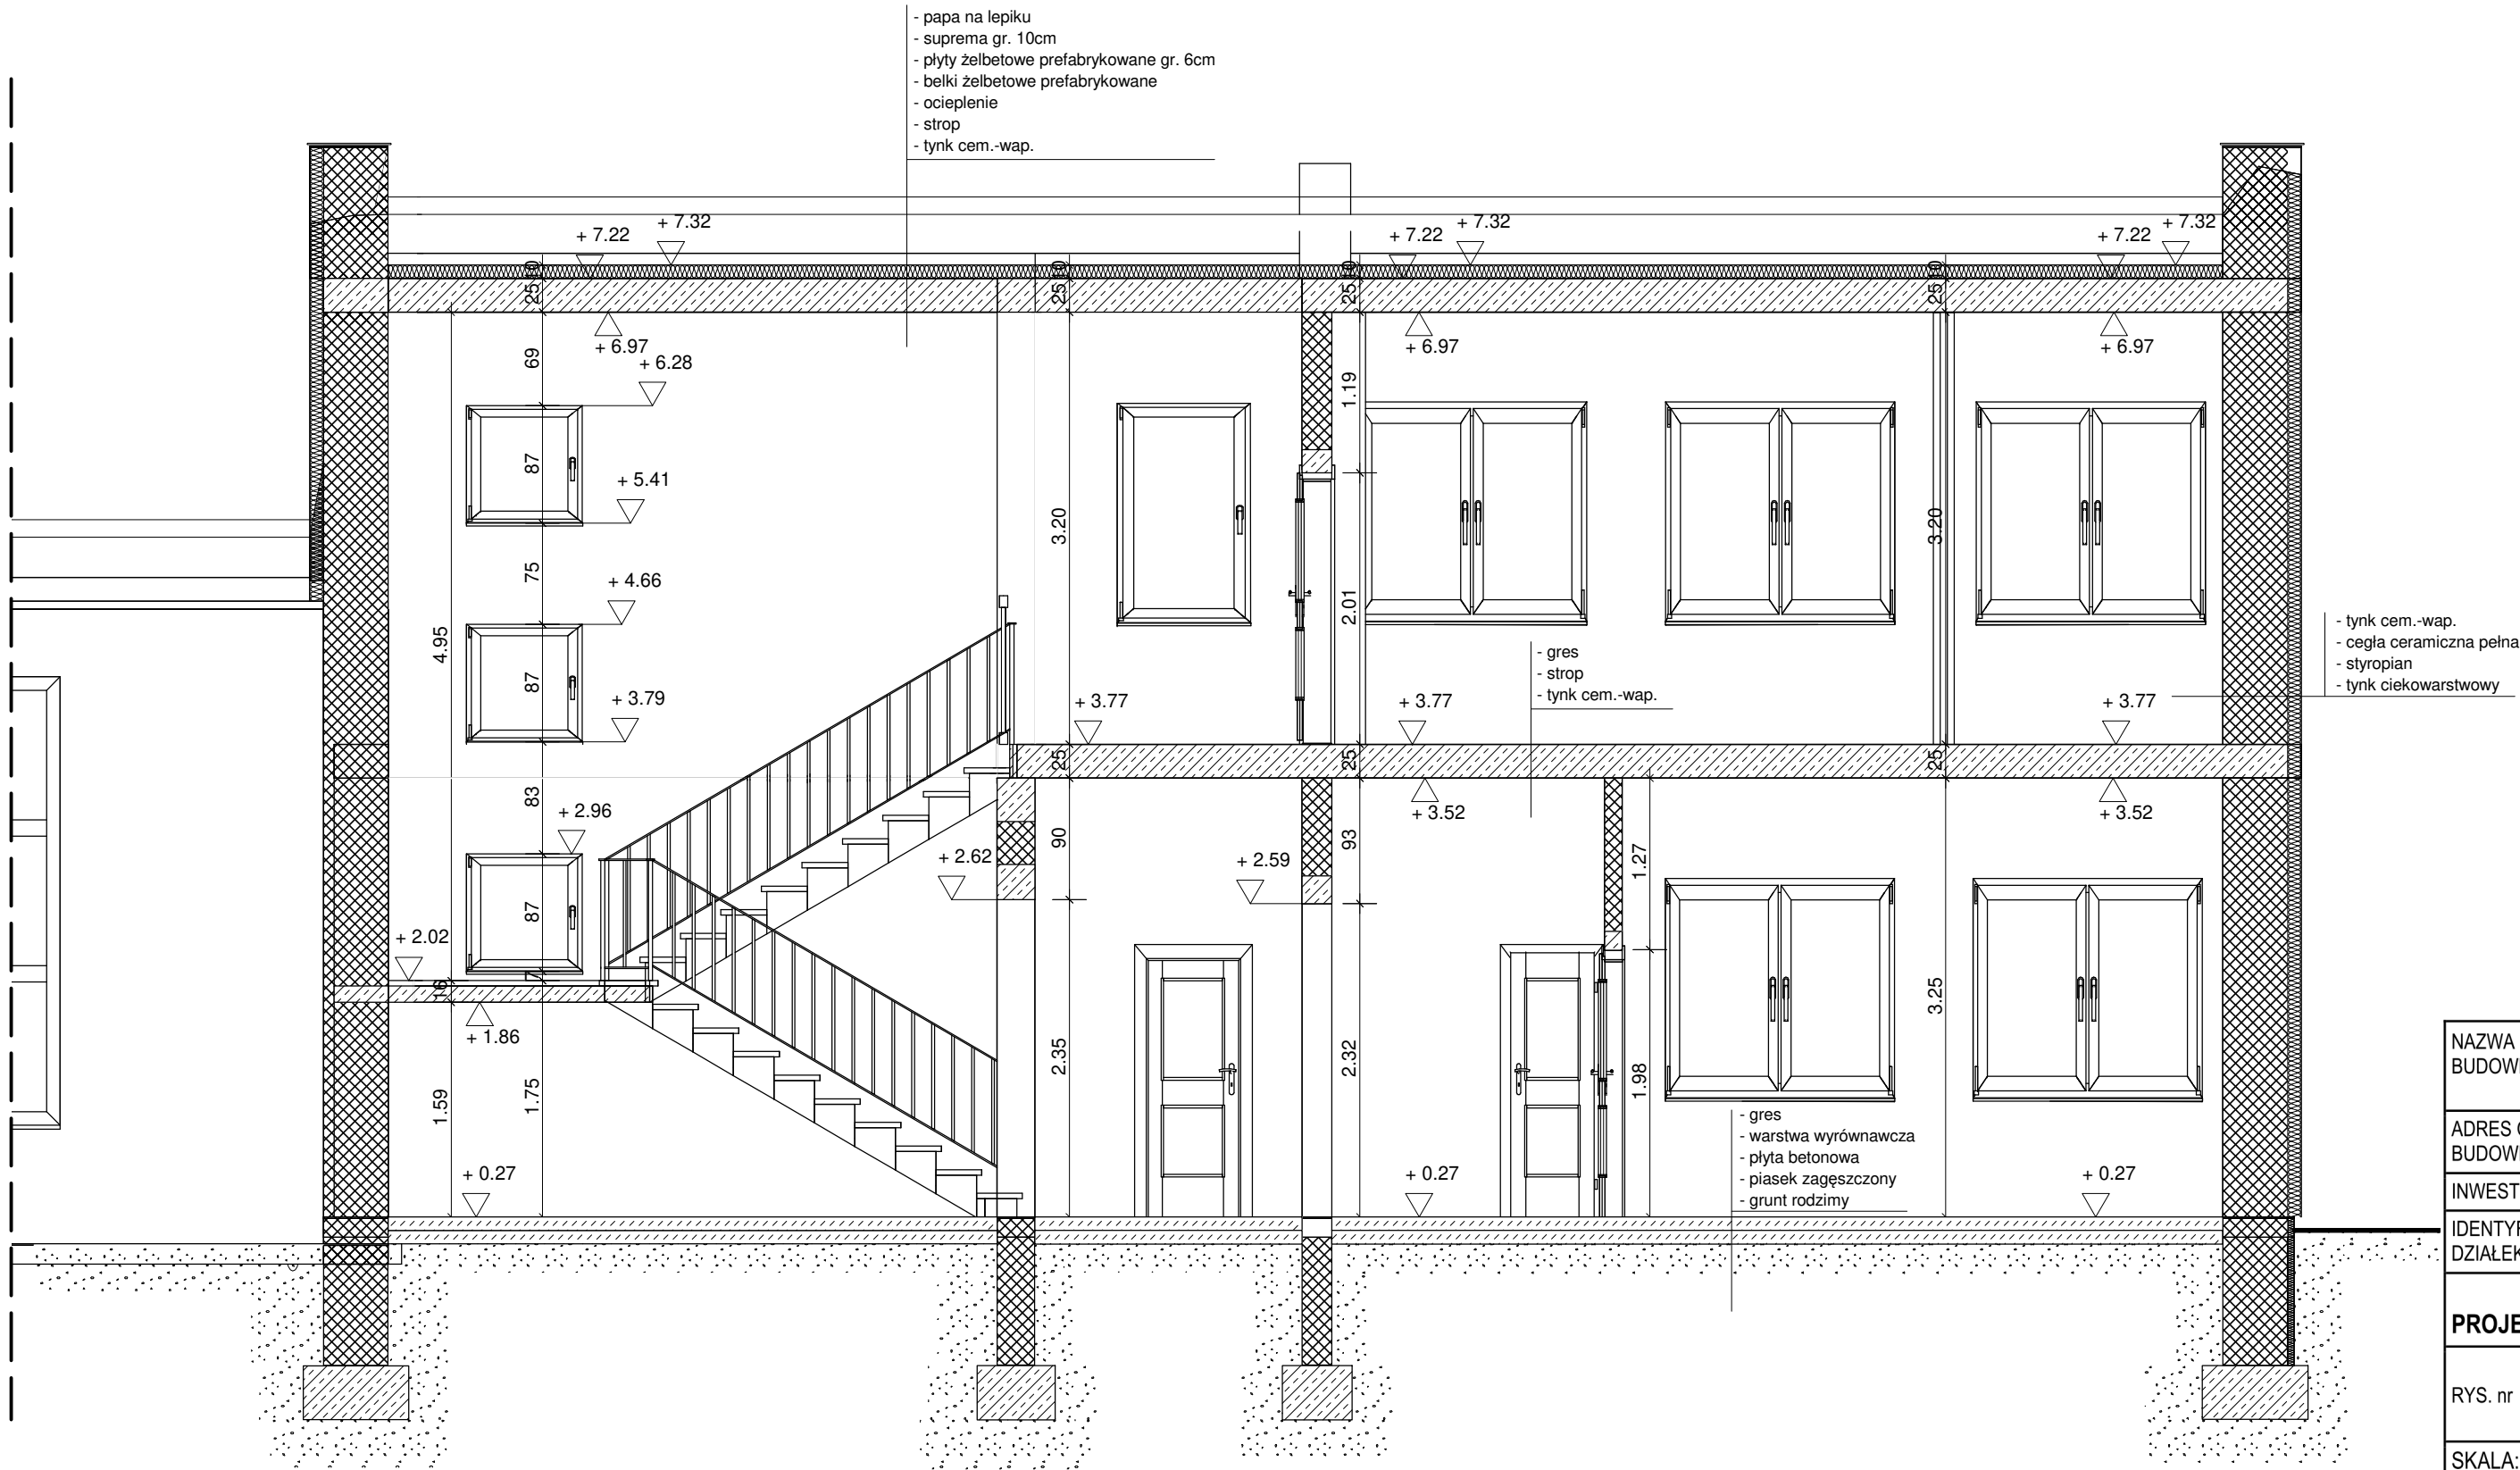 - papa na lepiku
- suprema gr. 10cm
- płyty żelbetowe prefabrykowane gr. 6cm
- belki żelbetowe prefabrykowane
- ocieplenie
- strop
- tynk cem.-wap.
+ 7.22
+ 7.32
+ 7.22
+ 7.32
+ 7.22
+ 7.32
10
25
10
25
10
25
10
25
+ 6.97
+ 6.97
+ 6.97
69
+ 6.28
87
+ 5.41
75
+ 4.66
87
+ 3.79
83
+ 2.96
87
7
4.95
3.20
1.19
2.01
3.20
- gres
- strop
- tynk cem.-wap.
- tynk cem.-wap.
- cegła ceramiczna pełna
- styropian
- tynk ciekowarstwowy
+ 3.77
+ 3.77
+ 3.77
25
25
25
+ 3.52
+ 3.52
90
93
+ 2.62
+ 2.59
1.27
+ 2.02
16
+ 1.86
1.59
1.75
2.35
2.32
1.98
3.25
- gres
- warstwa wyrównawcza
- płyta betonowa
- piasek zagęszczony
- grunt rodzimy
+ 0.27
+ 0.27
+ 0.27
NAZWA
BUDOW
ADRES
BUDOW
INWEST
IDENTY
DZIAŁEK
PROJE
RYS. nr
SKALA: